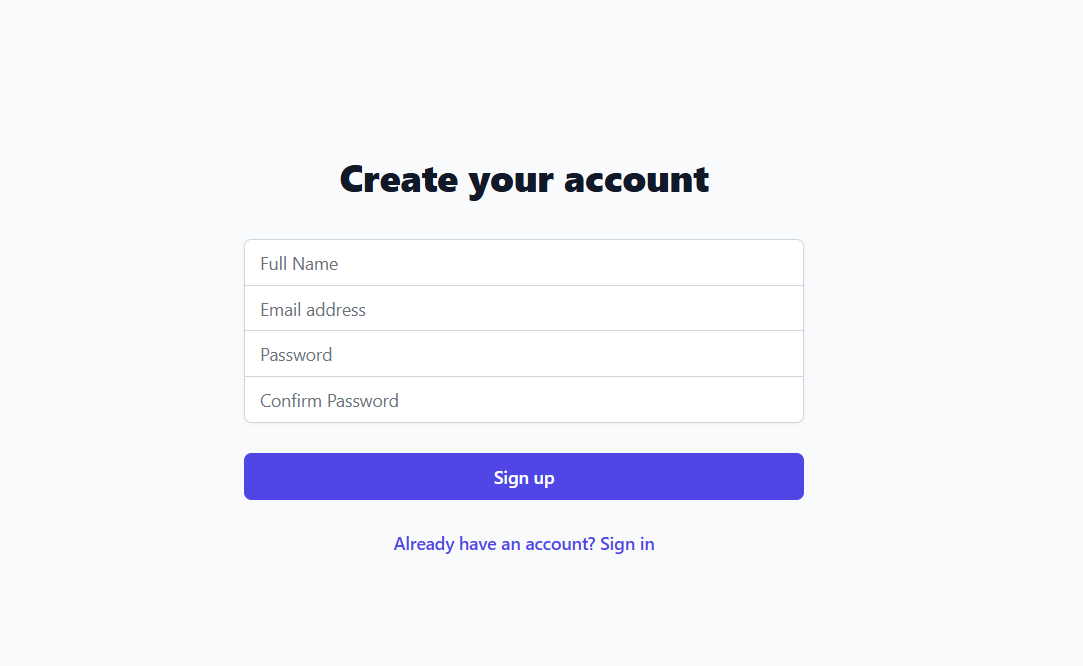 Create your account
Full Name
Email address
Password
Confirm Password
Sign up
Already have an account? Sign in